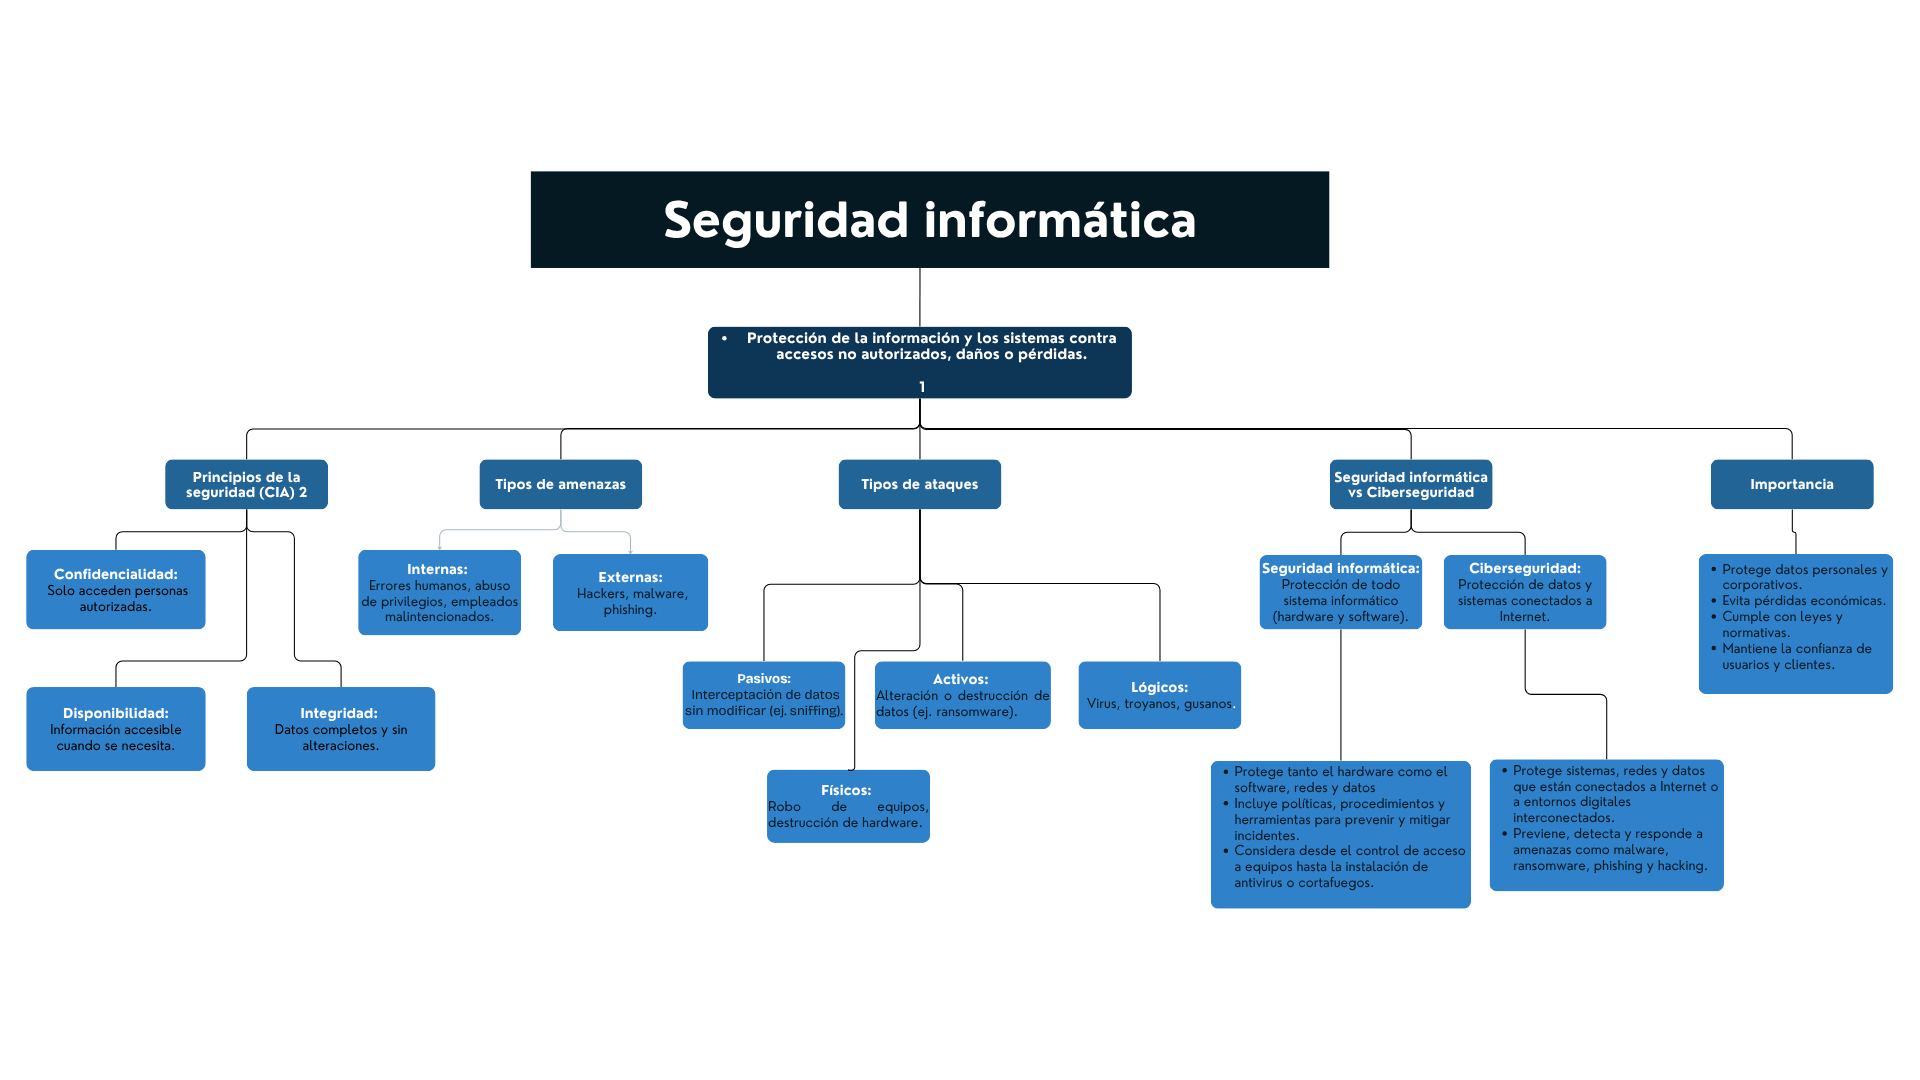 Seguridad informática
• Protección de la información y los sistemas contra
accesos no autorizados, daños o pérdidas.
1
Principios de la
seguridad (CIA) 2
Tipos de amenazas
Tipos de ataques
Seguridad informática
vs Ciberseguridad
Importancia
Confidencialidad:
Solo acceden personas
autorizadas.
Disponibilidad:
Información accesible
cuando se necesita.
Integridad:
Datos completos y sin
alteraciones.
Internas:
Errores humanos, abuso
de privilegios, empleados
malintencionados.
Externas:
Hackers, malware,
phishing.
Pasivos:
Interceptación de datos
sin modificar (ej. sniffing).
Activos:
Alteración o destrucción de
datos (ej. ransomware).
Lógicos:
Virus, troyanos, gusanos.
Físicos:
Robo de equipos,
destrucción de hardware.
Seguridad informática:
Protección de todo
sistema informático
(hardware y software).
Ciberseguridad:
Protección de datos y
sistemas conectados a
Internet.
• Protege tanto el hardware como el
software, redes y datos
• Incluye políticas, procedimientos y
herramientas para prevenir y mitigar
incidentes.
• Considera desde el control de acceso
a equipos hasta la instalación de
antivirus o cortafuegos.
• Protege sistemas, redes y datos
que están conectados a Internet o
a entornos digitales
interconectados.
• Previene, detecta y responde a
amenazas como malware,
ransomware, phishing y hacking.
• Protege datos personales y
corporativos.
• Evita pérdidas económicas.
• Cumple con leyes y
normativas.
• Mantiene la confianza de
usuarios y clientes.